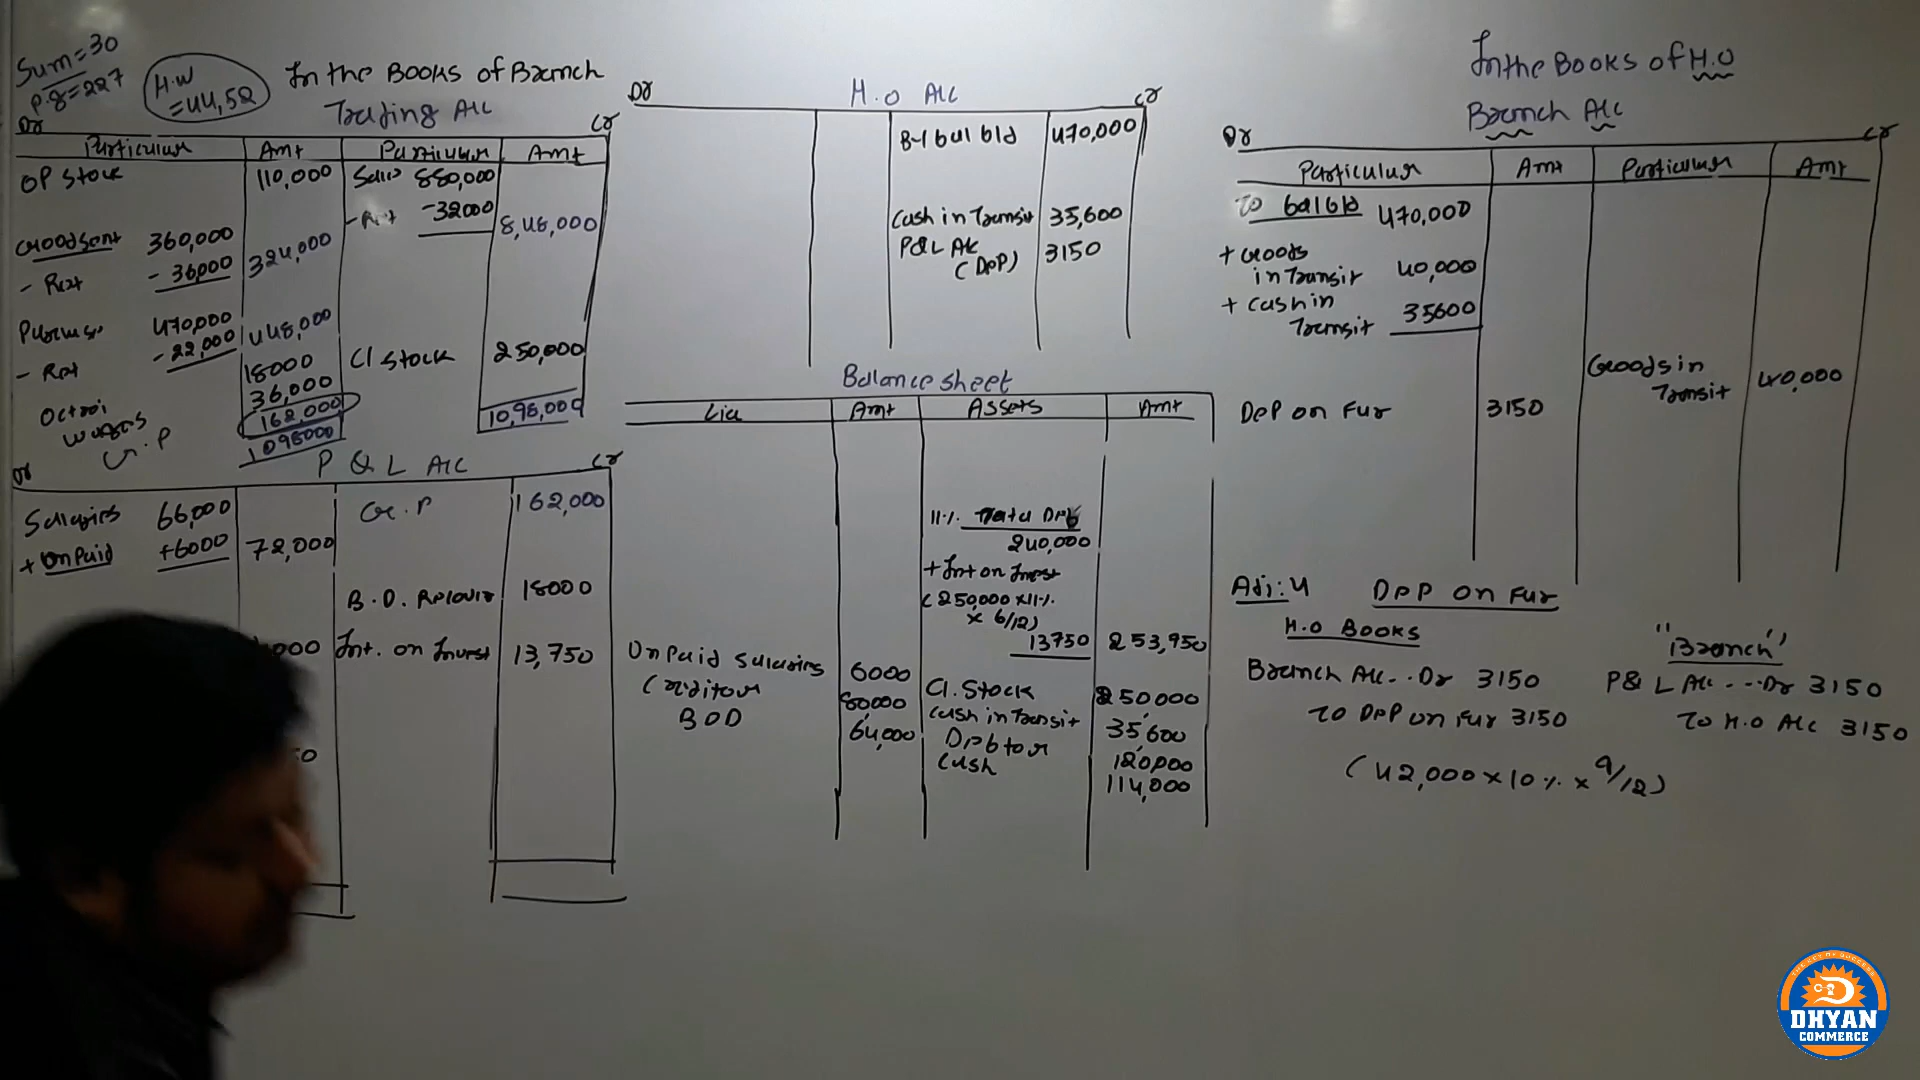 Sum=30
P.g=227
H.W
=44,52
In the Books of Branch
Trading A/c
Dr
Cr
Particular Amt Particular Amt
OP Stock 110,000 Sales 880,000
- Ret -32000 8,48,000
Goods sent 360,000
- Ret - 36000 324,000
Purchase 470,000
- Ret - 22,000 448,000
Octroi 18000
Cl Stock 250,000
Wages 36,000
G.P 162,000
1098000 10,98,000
P & L A/c
Dr
Cr
Salaries 66,000 G.P 162,000
+ Unpaid +6000 72,000
B.D. 18000
Int. on Invest 13,750
H.O A/c
Dr
Cr
By bal b/d 470,000
Cash in Transit 35,600
P&L A/c
(Dep) 3150
Balance sheet
Lia Amt Assets Amt
11%
240,000
+ Int on Invest
(250,000 x 11%
x 6/12)
13750 253,950
Unpaid Salaries 6000
Creditor 80000 Cl. Stock 250000
BOD 64,000 Cash in Transit 35,600
Debtor 120,000
Cash 114,000
In the Books of H.O
Branch A/c
Dr
Cr
Particular Amt Particular Amt
To bal b/d 470,000
+ Goods
in Transit 40,000
+ Cash in
Transit 35600
Goods in
Transit 40,000
Dep on Fur 3150
Adj:4 Dep on Fur
H.O Books
Branch A/c...Dr 3150
To Dep on Fur 3150
"Branch"
P& L A/c ---Dr 3150
To H.O A/c 3150
(42,000 x 10% x 9/12)
DHYAN
COMMERCE